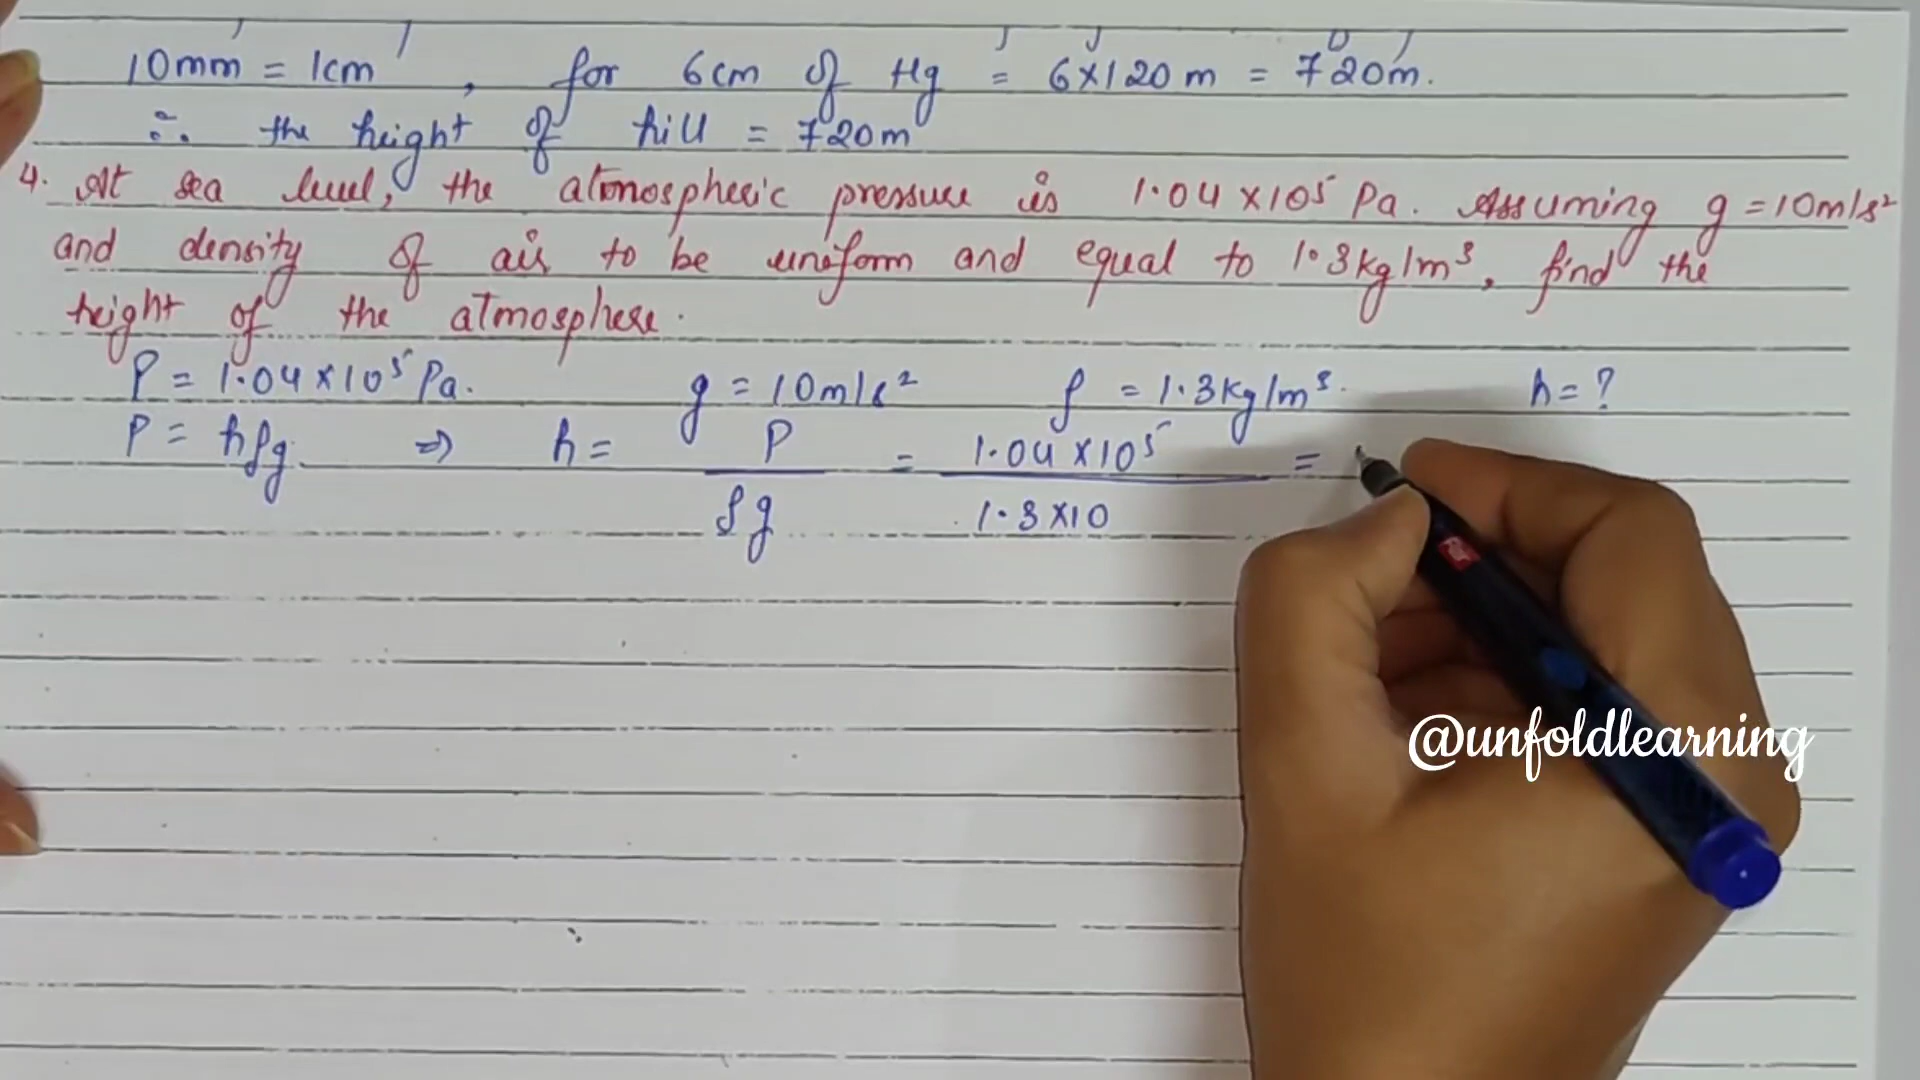 10mm = 1cm , for 6cm of Hg = 6×120m = 720m.
∴ the height of hill = 720m
4. At sea level, the atmospheric pressure is 1.04×10⁵ Pa. Assuming g=10m/s²
and density of air to be uniform and equal to 1.3kg/m³, find the
height of the atmosphere.
P = 1.04×10⁵ Pa. g = 10m/s² ρ = 1.3kg/m³. h = ?
P = hρg. ⇒ h = P = 1.04×10⁵ =
ρg 1.3×10
@unfoldlearning